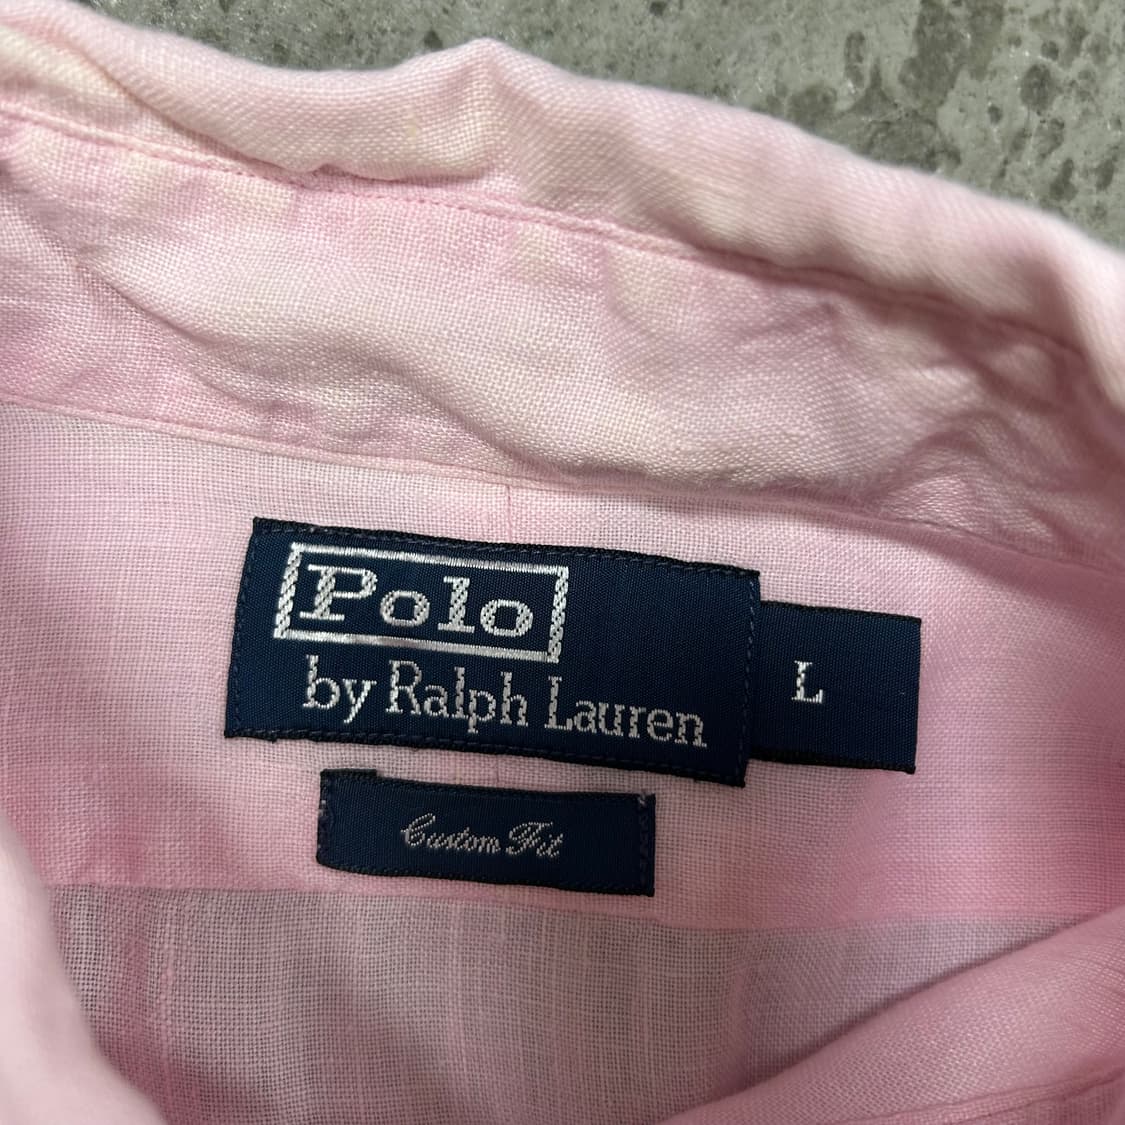 Polo
by Ralph Lauren
L
Custom Fit